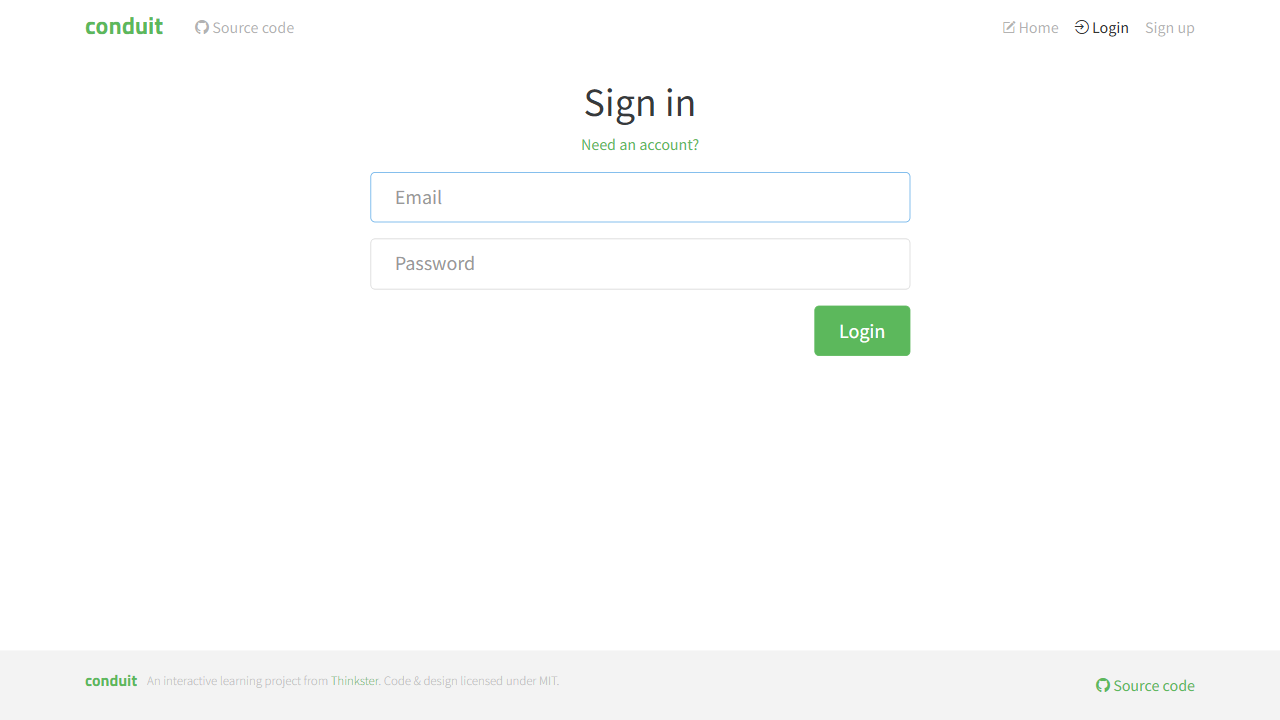 conduit Source code Home Login Sign up
Sign in
Need an account?
Email
Password
Login
conduit An interactive learning project from Thinkster. Code & design licensed under MIT. Source code